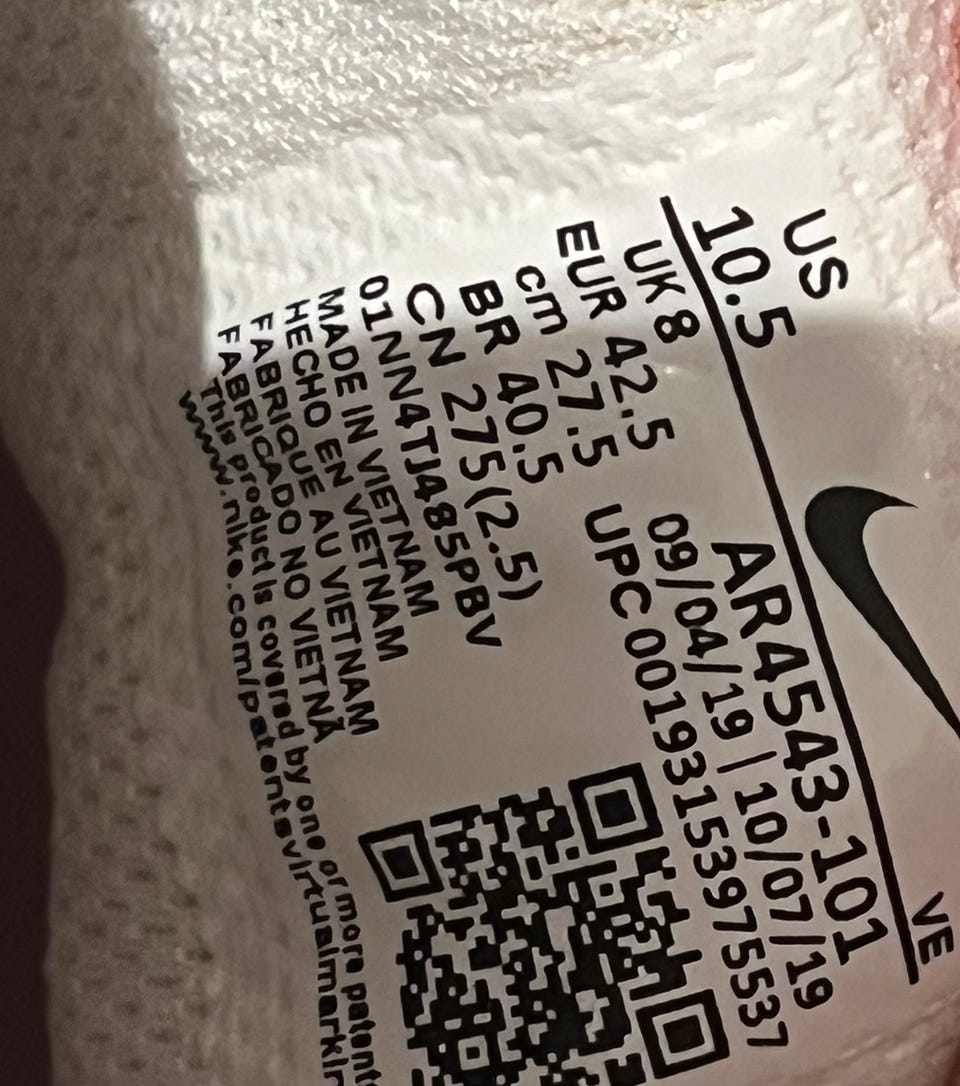 US
10.5
VE
UK 8
AR4543-101
EUR 42.5
09/04/19 | 10/07/19
cm 27.5
UPC 00193153975537
BR 40.5
CN 275(2.5)
01NN4TJ485PBV
MADE IN VIETNAM
HECHO EN VIETNAM
FABRIQUE AU VIETNAM
FABRICADO NO VIETNÃ
This product is covered by one or more patents
www.nike.com/patentsvirtualmarkin